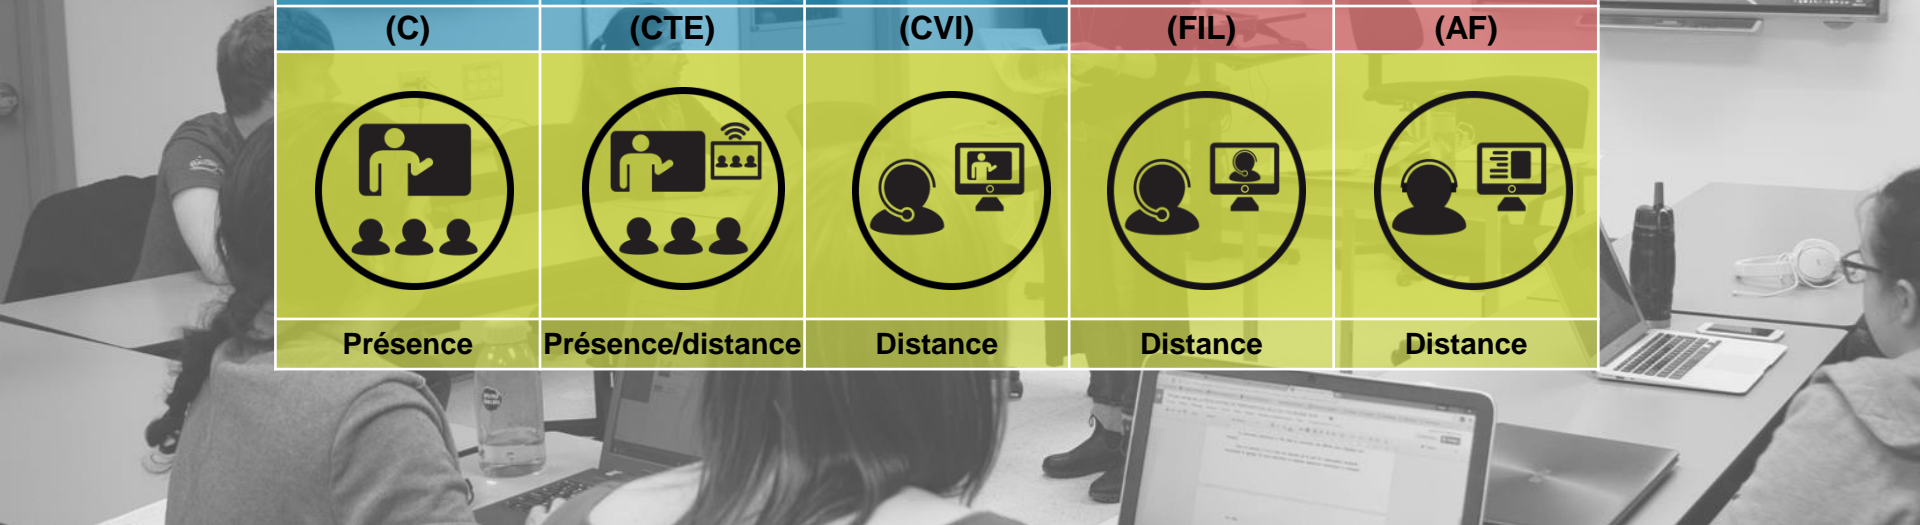 (C) (CTE) (CVI) (FIL) (AF)
Présence Présence/distance Distance Distance Distance